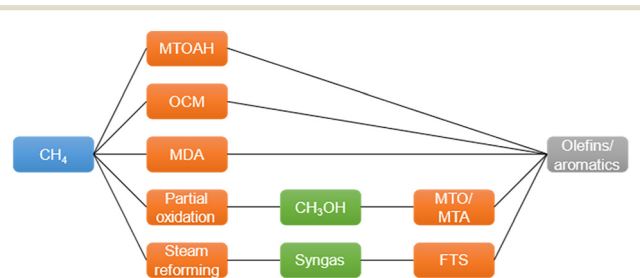 MTOAH
OCM
CH₄
MDA
Olefins/
aromatics
Partial
oxidation
CH₃OH
MTO/
MTA
Steam
reforming
Syngas
FTS